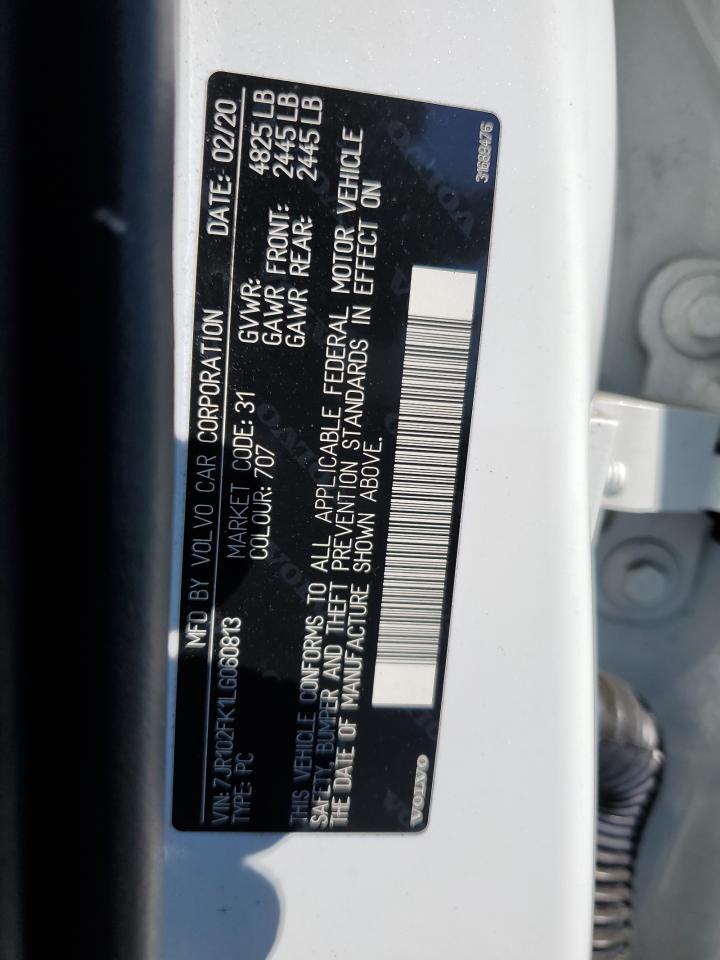 MFD BY VOLVO CAR CORPORATION DATE: 02/20
VIN: 7JR102FK1LG060813
TYPE: PC
MARKET CODE: 31
COLOUR: 707
GVWR: 4825 LB
GAWR FRONT: 2445 LB
GAWR REAR: 2445 LB
THIS VEHICLE CONFORMS TO ALL APPLICABLE FEDERAL MOTOR VEHICLE
SAFETY, BUMPER AND THEFT PREVENTION STANDARDS IN EFFECT ON
THE DATE OF MANUFACTURE SHOWN ABOVE.
VOLVO
31689476